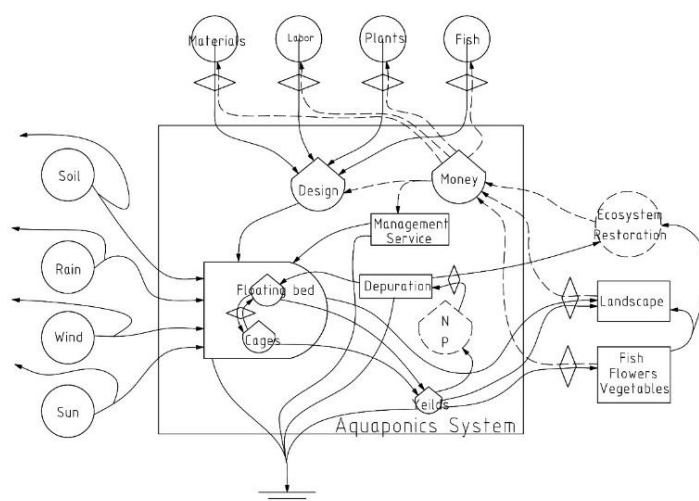 Materials
Labor
Plants
Fish
Soil
Design
Money
Ecosystem
Restoration
Management
Service
Rain
Floating bed
Depuration
Landscape
Wind
Cages
N
P
Fish
Flowers
Vegetables
Sun
Yeilds
Aquaponics System